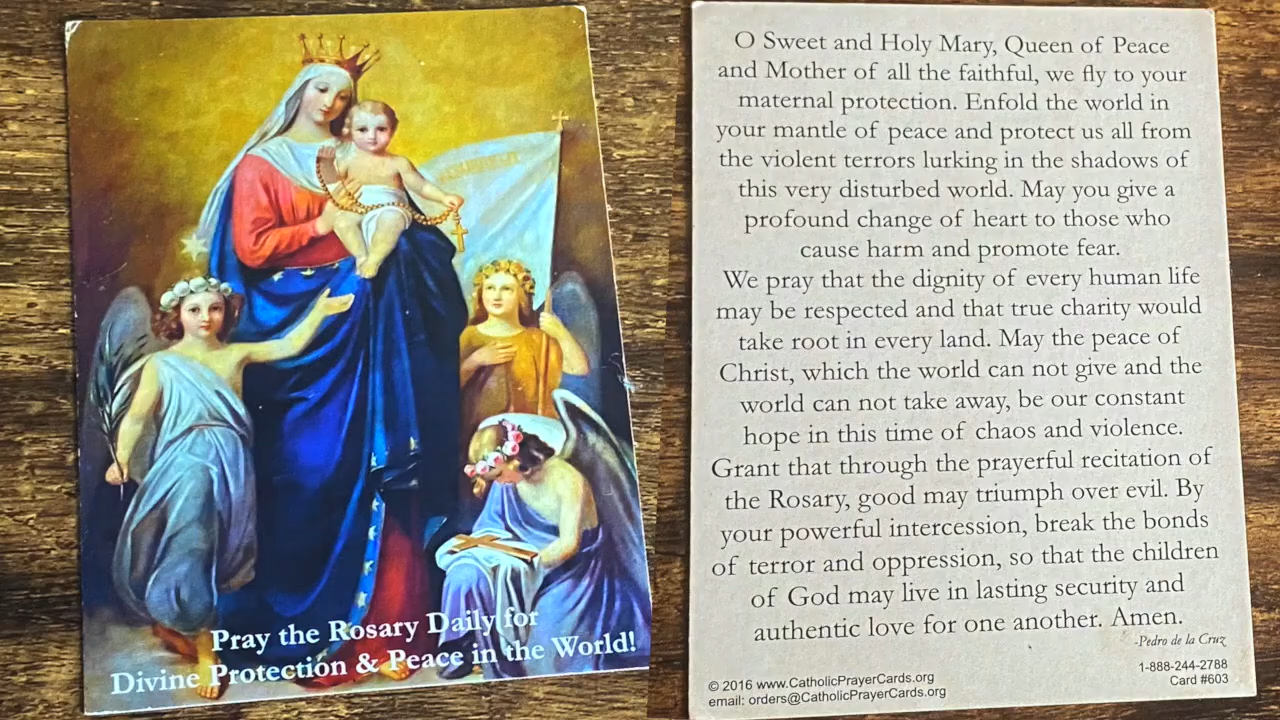 Pray the Rosary Daily for
Divine Protection & Peace in the World!
O Sweet and Holy Mary, Queen of Peace
and Mother of all the faithful, we fly to your
maternal protection. Enfold the world in
your mantle of peace and protect us all from
the violent terrors lurking in the shadows of
this very disturbed world. May you give a
profound change of heart to those who
cause harm and promote fear.
We pray that the dignity of every human life
may be respected and that true charity would
take root in every land. May the peace of
Christ, which the world can not give and the
world can not take away, be our constant
hope in this time of chaos and violence.
Grant that through the prayerful recitation of
the Rosary, good may triumph over evil. By
your powerful intercession, break the bonds
of terror and oppression, so that the children
of God may live in lasting security and
authentic love for one another. Amen.
-Pedro de la Cruz
© 2016 www.CatholicPrayerCards.org
email: orders@CatholicPrayerCards.org
1-888-244-2788
Card #603